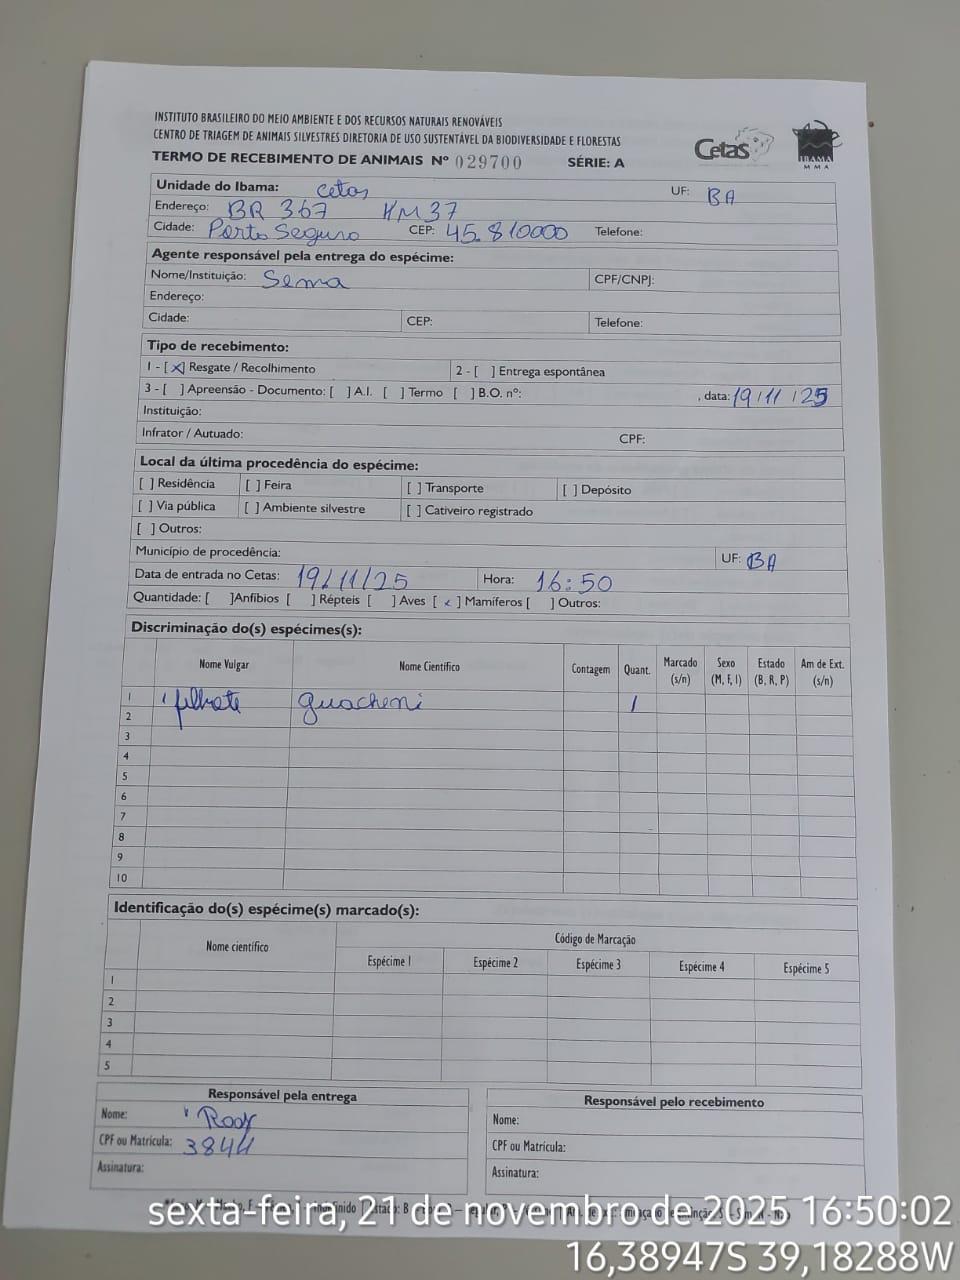 INSTITUTO BRASILEIRO DO MEIO AMBIENTE E DOS RECURSOS NATURAIS RENOVÁVEIS
CENTRO DE TRIAGEM DE ANIMAIS SILVESTRES DIRETORIA DE USO SUSTENTÁVEL DA BIODIVERSIDADE E FLORESTAS
TERMO DE RECEBIMENTO DE ANIMAIS Nº 029700 SÉRIE: A
Cetas IBAMA
MMA
Unidade do Ibama: Cetas UF: BA
Endereço: BR 367 KM37
Cidade: Porto Seguro CEP: 45.810000 Telefone:
Agente responsável pela entrega do espécime:
Nome/Instituição: Sema CPF/CNPJ:
Endereço:
Cidade: CEP: Telefone:
Tipo de recebimento:
1 - [X] Resgate / Recolhimento 2 - [ ] Entrega espontânea
3 - [ ] Apreensão - Documento: [ ] A.I. [ ] Termo [ ] B.O. nº: , data: 19/11/25
Instituição:
Infrator / Autuado: CPF:
Local da última procedência do espécime:
[ ] Residência [ ] Feira [ ] Transporte [ ] Depósito
[ ] Via pública [ ] Ambiente silvestre [ ] Cativeiro registrado
[ ] Outros:
Município de procedência: UF: BA
Data de entrada no Cetas: 19/11/25 Hora: 16:50
Quantidade: [ ]Anfíbios [ ] Répteis [ ] Aves [ x ] Mamíferos [ ] Outros:
Discriminação do(s) espécimes(s):
Nome Vulgar Nome Científico Contagem Quant. Marcado (s/n) Sexo (M, F, I) Estado (B, R, P) Am de Ext. (s/n)
1 filhote guacheni 1
2
3
4
5
6
7
8
9
10
Identificação do(s) espécime(s) marcado(s):
Nome científico Código de Marcação
Espécime 1 Espécime 2 Espécime 3 Espécime 4 Espécime 5
1
2
3
4
5
Responsável pela entrega Responsável pelo recebimento
Nome: Nome:
CPF ou Matrícula: 3844 CPF ou Matrícula:
Assinatura: Assinatura:
sexta-feira, 21 de novembro de 2025 16:50:02
16,38947S 39,18288W